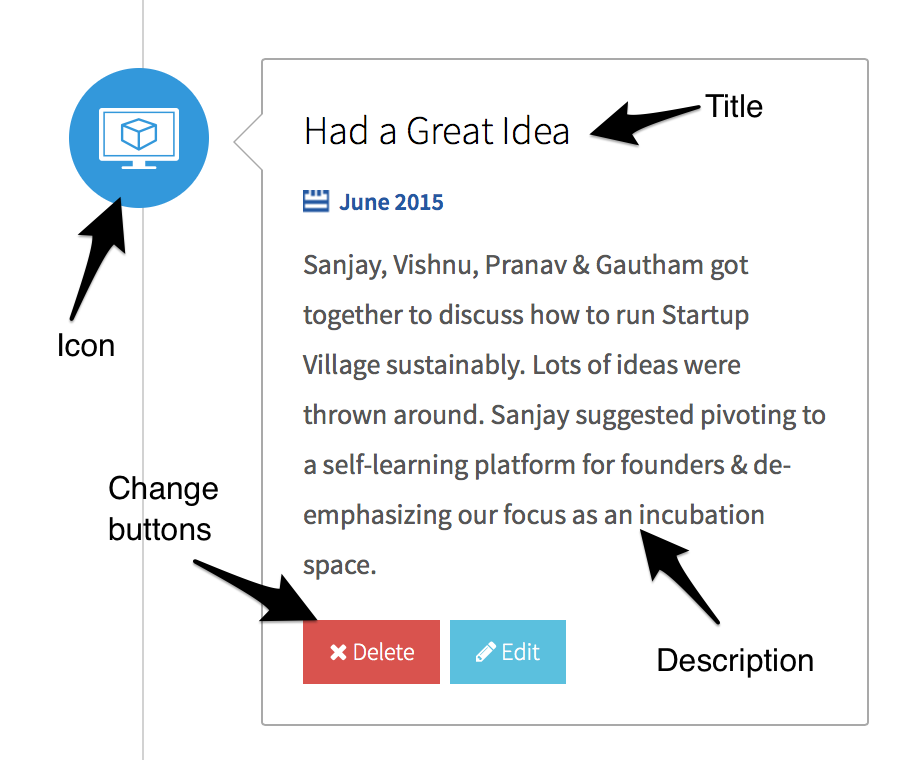 Title
Had a Great Idea
June 2015
Sanjay, Vishnu, Pranav & Gautham got
together to discuss how to run Startup
Icon
Village sustainably. Lots of ideas were
thrown around. Sanjay suggested pivoting to
a self-learning platform for founders & de-
Change
buttons
emphasizing our focus as an incubation
space.
Delete
Edit
Description